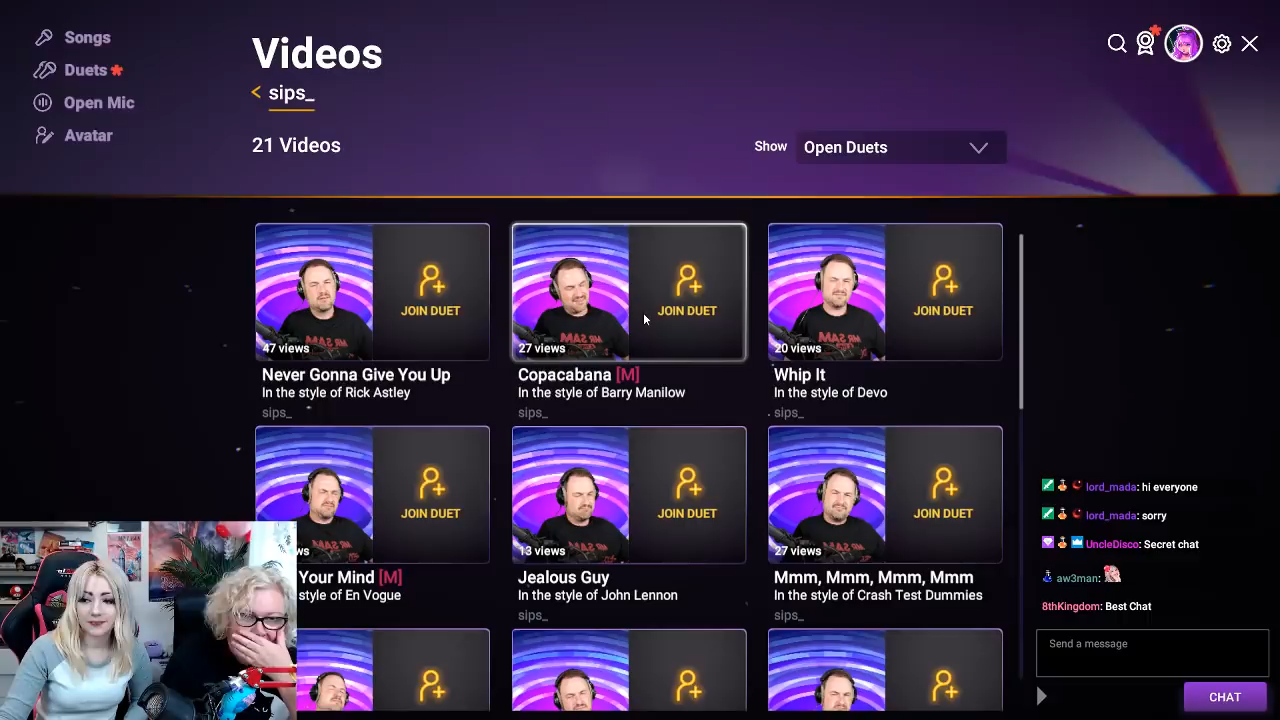 Songs
Duets *
Open Mic
Avatar
Videos
< sips_
21 Videos
Show Open Duets
JOIN DUET
47 views
Never Gonna Give You Up
In the style of Rick Astley
sips_
JOIN DUET
27 views
Copacabana [M]
In the style of Barry Manilow
sips_
JOIN DUET
20 views
Whip It
In the style of Devo
sips_
JOIN DUET
Your Mind [M]
style of En Vogue
JOIN DUET
13 views
Jealous Guy
In the style of John Lennon
sips_
JOIN DUET
27 views
Mmm, Mmm, Mmm, Mmm
In the style of Crash Test Dummies
sips_
lord_mada: hi everyone
lord_mada: sorry
UncleDisco: Secret chat
aw3man:
8thKingdom: Best Chat
Send a message
CHAT